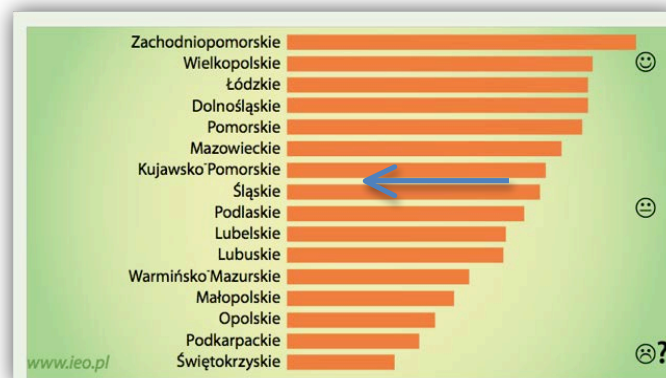 Zachodniopomorskie
Wielkopolskie
Łódzkie
Dolnośląskie
Pomorskie
Mazowieckie
Kujawsko-Pomorskie
Śląskie
Podlaskie
Lubelskie
Lubuskie
Warmińsko-Mazurskie
Małopolskie
Opolskie
Podkarpackie
Świętokrzyskie
?
www.ieo.pl